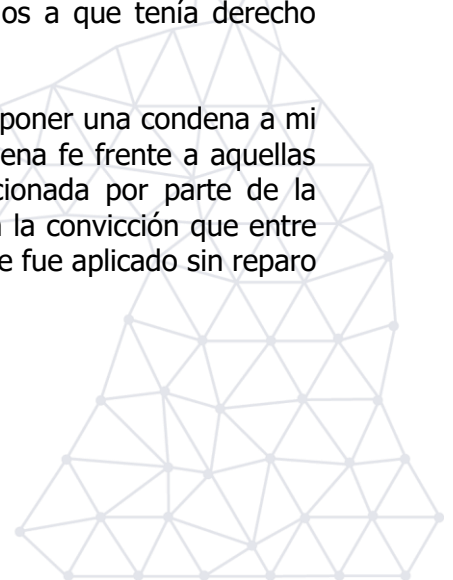 os a que tenía derecho
poner una condena a mi
ena fe frente a aquellas
cionada por parte de la
la convicción que entre
e fue aplicado sin reparo